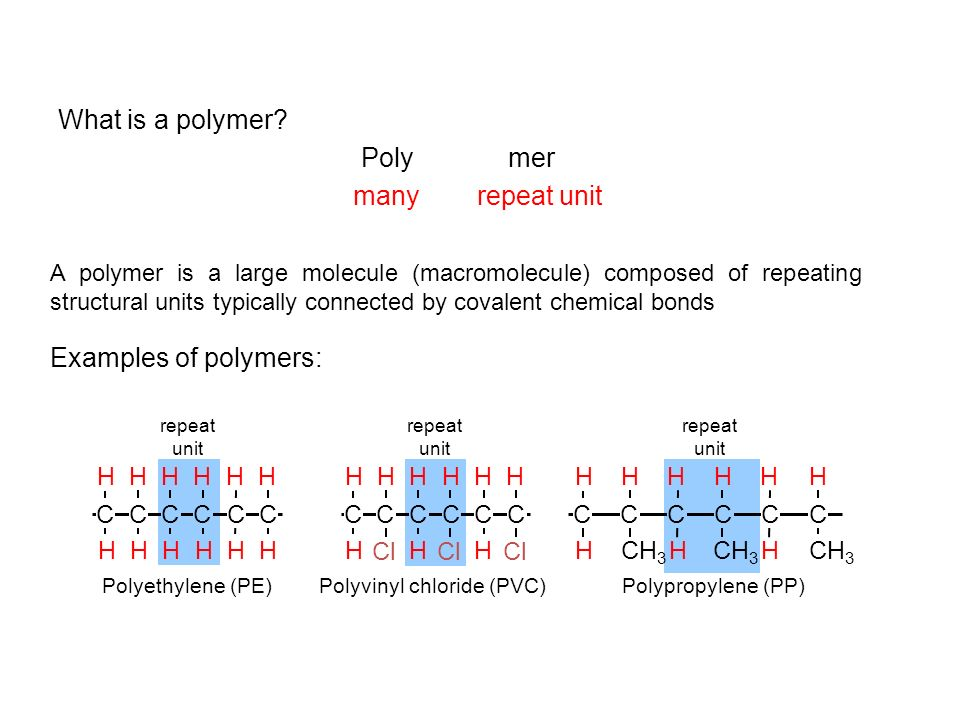 What is a polymer?
Poly mer
many repeat unit
A polymer is a large molecule (macromolecule) composed of repeating
structural units typically connected by covalent chemical bonds
Examples of polymers:
repeat
unit
H H H H H H
C C C C C C
H H H H H H
Polyethylene (PE)
repeat
unit
H H H H H H
C C C C C C
H Cl H Cl H Cl
Polyvinyl chloride (PVC)
repeat
unit
H H H H H H
C C C C C C
H CH3 H CH3 H CH3
Polypropylene (PP)